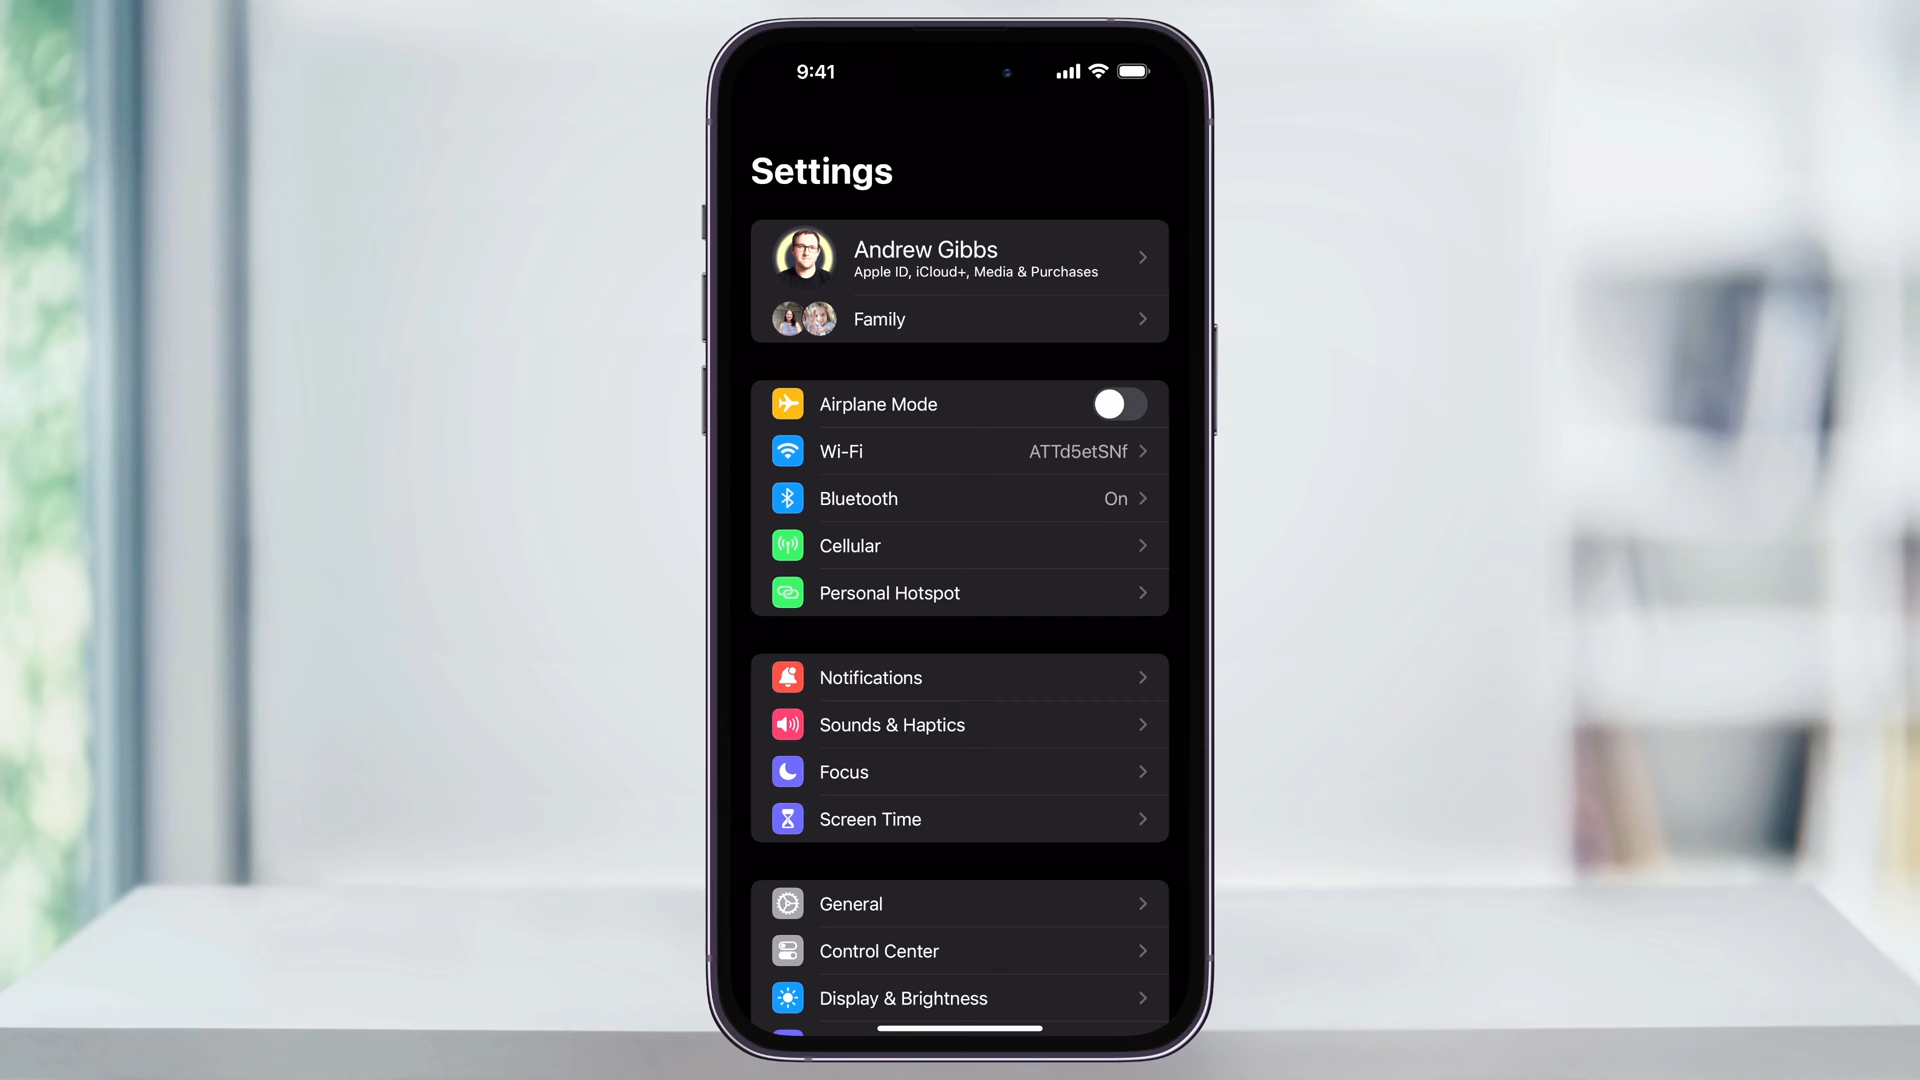 9:41
Settings
Andrew Gibbs
Apple ID, iCloud+, Media & Purchases
Family
Airplane Mode
Wi-Fi ATTd5etSNf
Bluetooth On
Cellular
Personal Hotspot
Notifications
Sounds & Haptics
Focus
Screen Time
General
Control Center
Display & Brightness